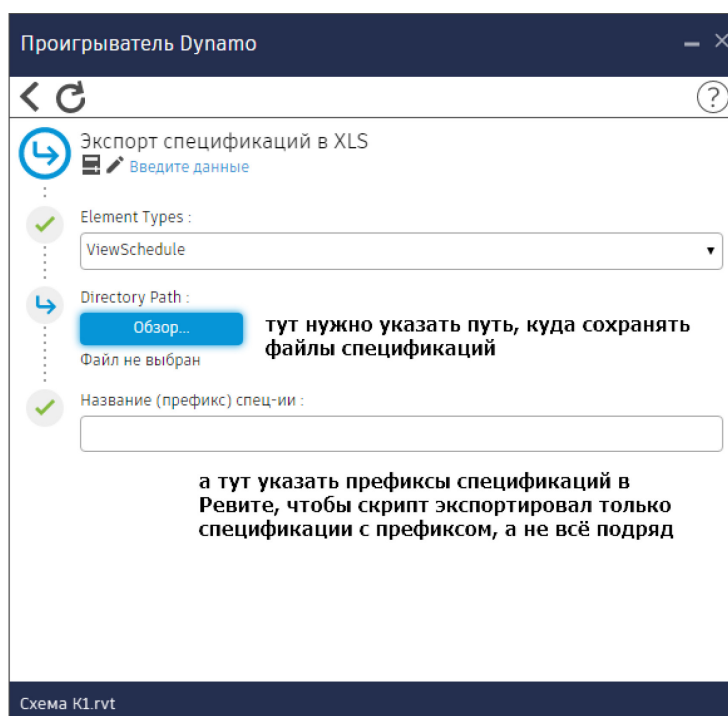 Проигрыватель Dynamo
Экспорт спецификаций в XLS
Введите данные
Element Types :
ViewSchedule
Directory Path :
Обзор...
тут нужно указать путь, куда сохранять
файлы спецификаций
Файл не выбран
Название (префикс) спец-ии :
а тут указать префиксы спецификаций в
Ревите, чтобы скрипт экспортировал только
спецификации с префиксом, а не всё подряд
Схема К1.rvt